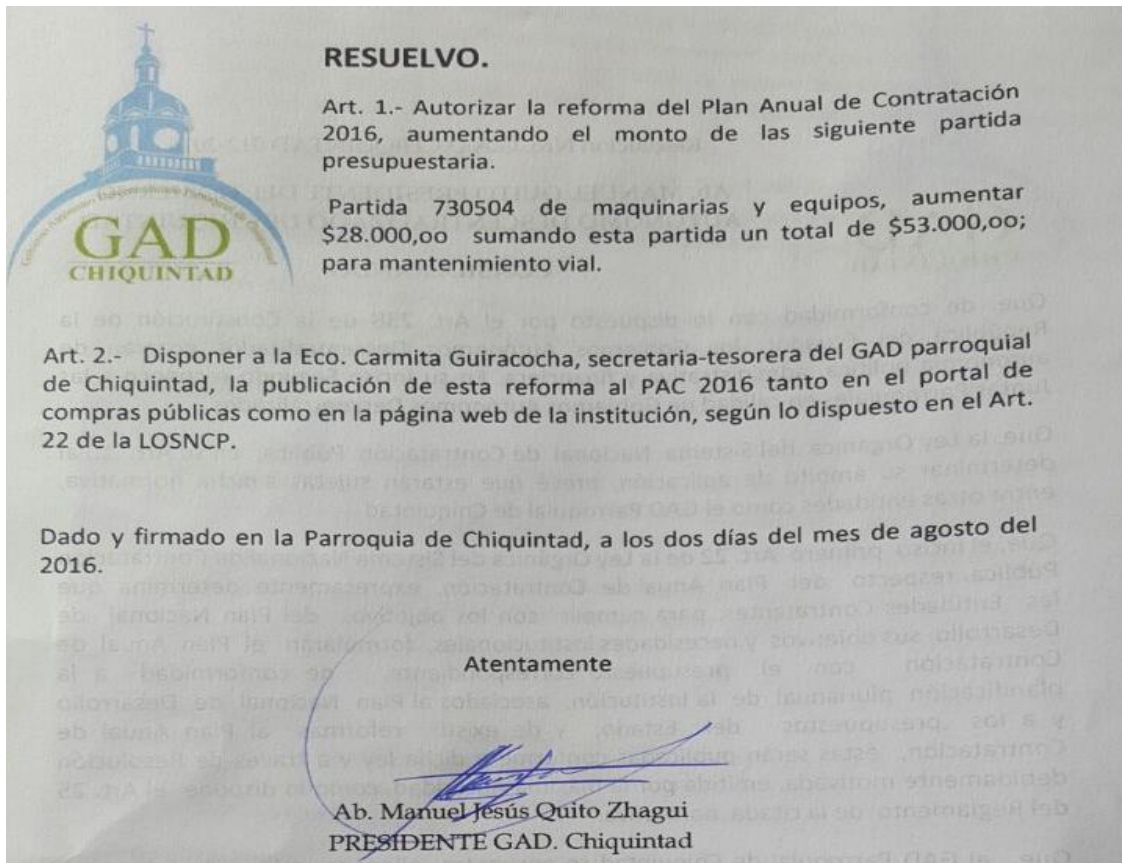 RESUELVO.
Art. 1.- Autorizar la reforma del Plan Anual de Contratación
2016, aumentando el monto de las siguiente partida
presupuestaria.
Partida 730504 de maquinarias y equipos, aumentar
$28.000,oo sumando esta partida un total de $53.000,oo;
para mantenimiento vial.
GAD
CHIQUINTAD
Art. 2.- Disponer a la Eco. Carmita Guiracocha, secretaria-tesorera del GAD parroquial
de Chiquintad, la publicación de esta reforma al PAC 2016 tanto en el portal de
compras públicas como en la página web de la institución, según lo dispuesto en el Art.
22 de la LOSNCP.
Dado y firmado en la Parroquia de Chiquintad, a los dos días del mes de agosto del
2016.
Atentamente
Ab. Manuel Jesús Quito Zhagui
PRESIDENTE GAD. Chiquintad